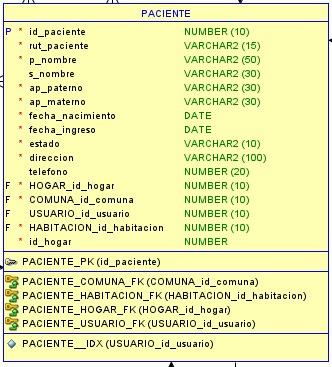 PACIENTE
P * id_paciente NUMBER (10)
* rut_paciente VARCHAR2 (15)
* p_nombre VARCHAR2 (50)
s_nombre VARCHAR2 (30)
* ap_paterno VARCHAR2 (30)
* ap_materno VARCHAR2 (30)
* fecha_nacimiento DATE
* fecha_ingreso DATE
* estado VARCHAR2 (10)
* direccion VARCHAR2 (100)
telefono NUMBER (20)
F * HOGAR_id_hogar NUMBER (10)
F * COMUNA_id_comuna NUMBER (10)
F * USUARIO_id_usuario NUMBER (10)
F * HABITACION_id_habitacion NUMBER (10)
* id_hogar NUMBER
PACIENTE_PK (id_paciente)
PACIENTE_COMUNA_FK (COMUNA_id_comuna)
PACIENTE_HABITACION_FK (HABITACION_id_habitacion)
PACIENTE_HOGAR_FK (HOGAR_id_hogar)
PACIENTE_USUARIO_FK (USUARIO_id_usuario)
PACIENTE__IDX (USUARIO_id_usuario)